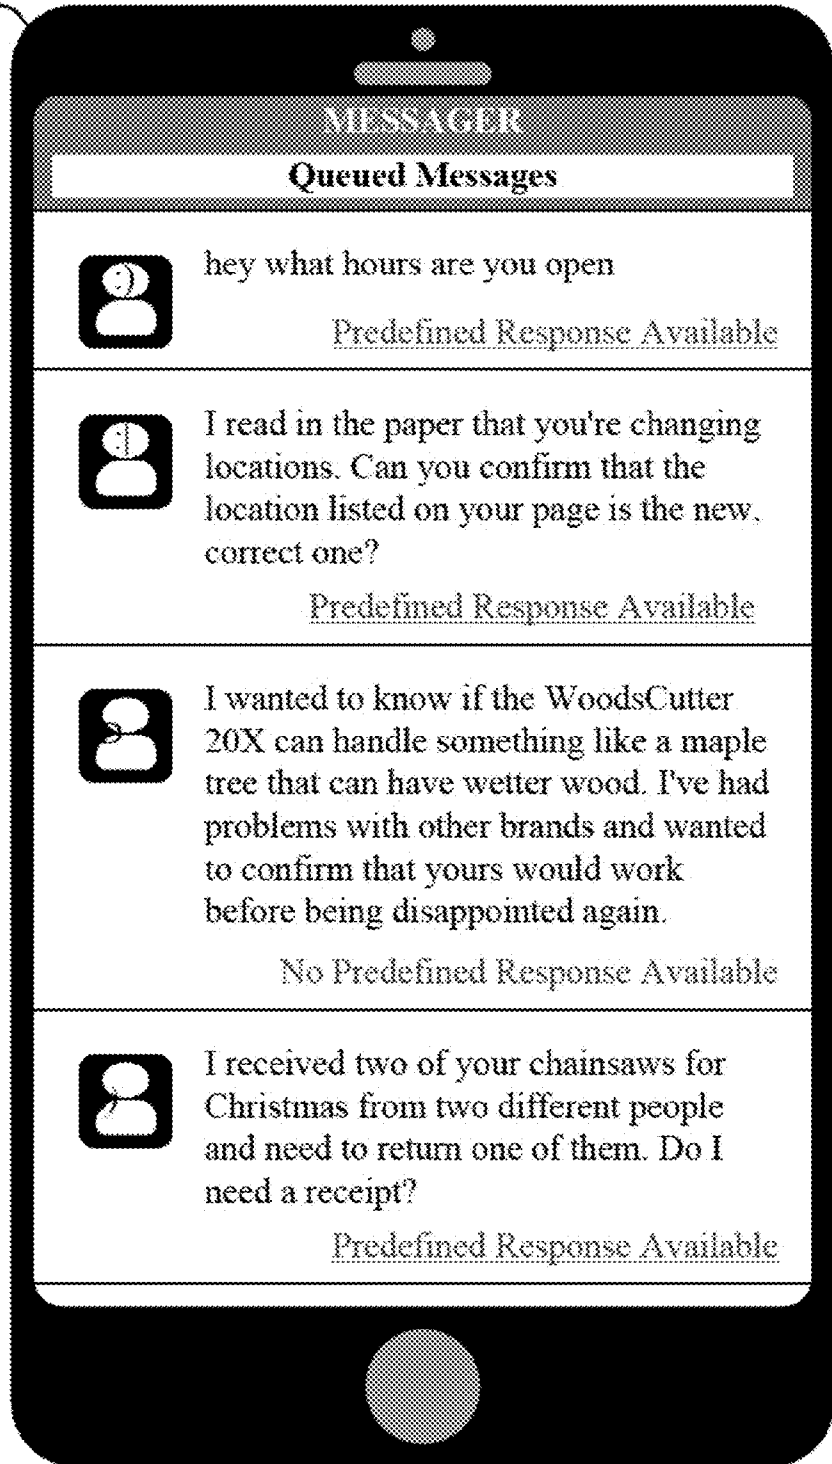 MESSAGER
Queued Messages
hey what hours are you open
Predefined Response Available
I read in the paper that you're changing
locations. Can you confirm that the
location listed on your page is the new,
correct one?
Predefined Response Available
I wanted to know if the WoodsCutter
20X can handle something like a maple
tree that can have wetter wood. I've had
problems with other brands and wanted
to confirm that yours would work
before being disappointed again.
No Predefined Response Available
I received two of your chainsaws for
Christmas from two different people
and need to return one of them. Do I
need a receipt?
Predefined Response Available